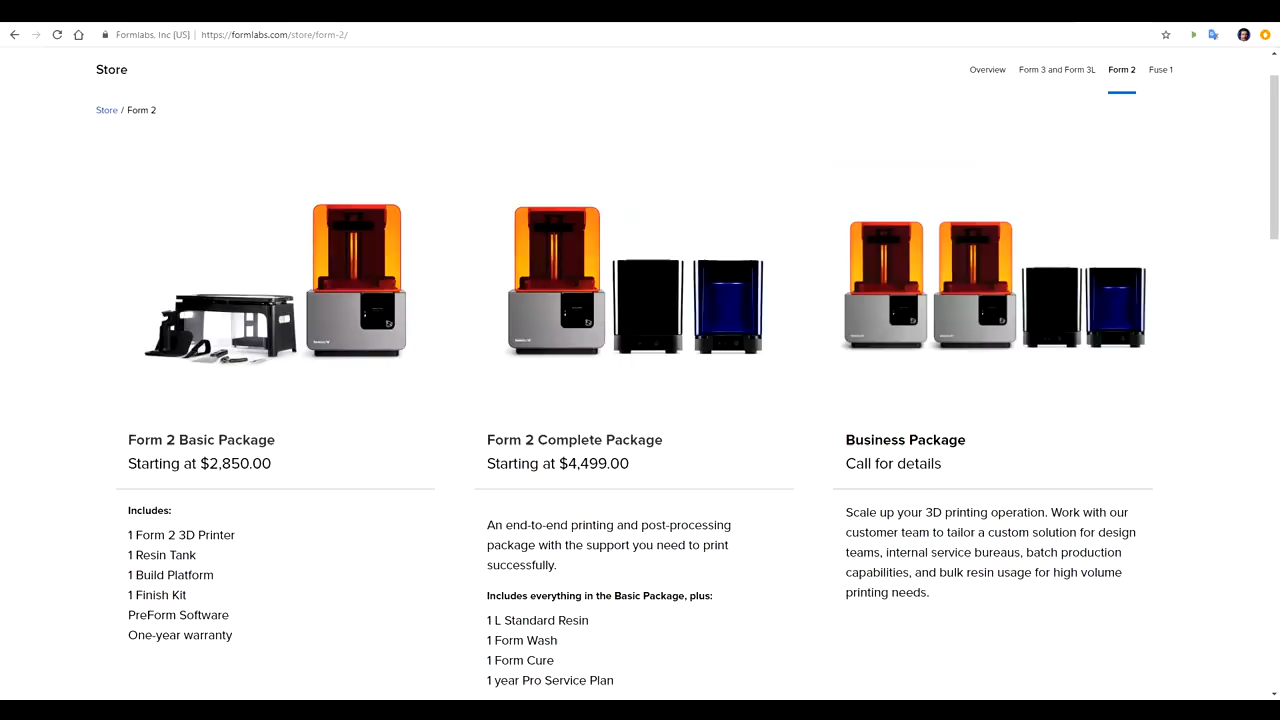 Formlabs, Inc [US]
https://formlabs.com/store/form-2/
Store
Overview
Form 3 and Form 3L
Form 2
Fuse 1
Store / Form 2
Form 2 Basic Package
Starting at $2,850.00
Includes:
1 Form 2 3D Printer
1 Resin Tank
1 Build Platform
1 Finish Kit
PreForm Software
One-year warranty
Form 2 Complete Package
Starting at $4,499.00
An end-to-end printing and post-processing
package with the support you need to print
successfully.
Includes everything in the Basic Package, plus:
1 L Standard Resin
1 Form Wash
1 Form Cure
1 year Pro Service Plan
Business Package
Call for details
Scale up your 3D printing operation. Work with our
customer team to tailor a custom solution for design
teams, internal service bureaus, batch production
capabilities, and bulk resin usage for high volume
printing needs.